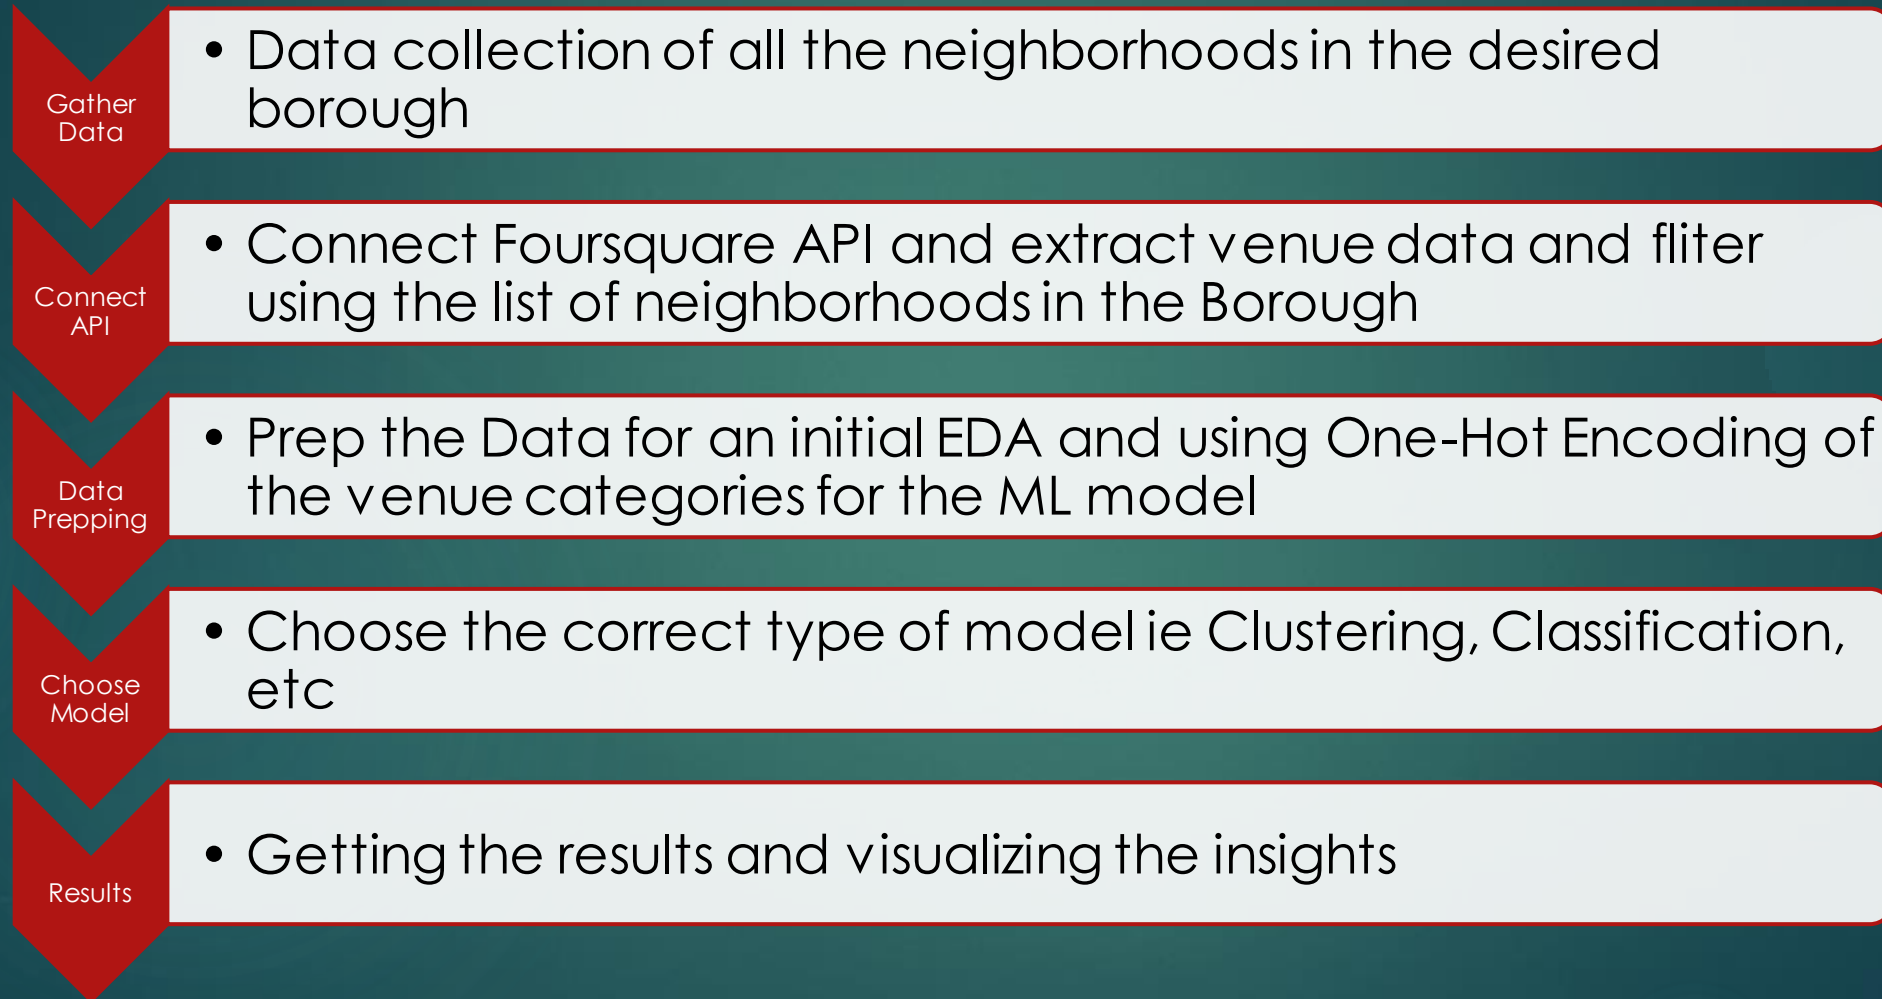 Gather
Data
• Data collection of all the neighborhoods in the desired
borough
Connect
API
• Connect Foursquare API and extract venue data and fliter
using the list of neighborhoods in the Borough
Data
Prepping
• Prep the Data for an initial EDA and using One-Hot Encoding of
the venue categories for the ML model
Choose
Model
• Choose the correct type of model ie Clustering, Classification,
etc
Results
• Getting the results and visualizing the insights